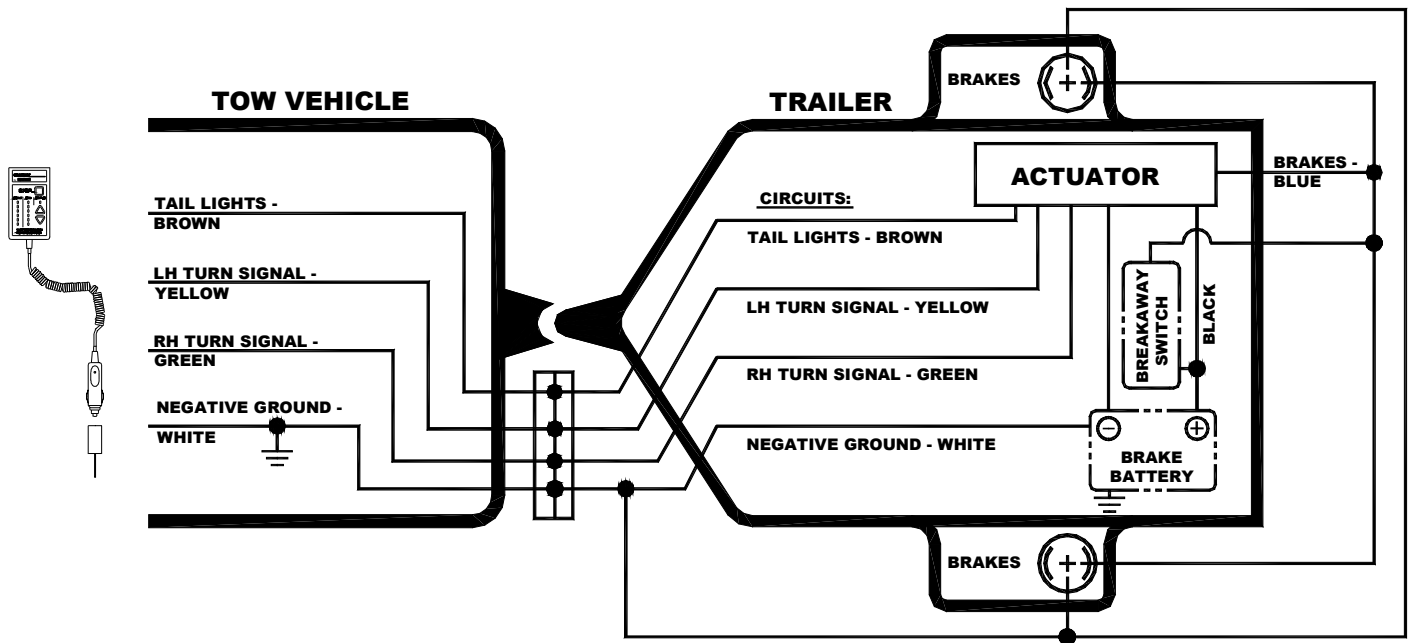 TOW VEHICLE
TRAILER
BRAKES
ACTUATOR
BRAKES -
BLUE
CIRCUITS:
TAIL LIGHTS -
BROWN
TAIL LIGHTS - BROWN
LH TURN SIGNAL -
YELLOW
LH TURN SIGNAL - YELLOW
BREAKAWAY
SWITCH
BLACK
RH TURN SIGNAL -
GREEN
RH TURN SIGNAL - GREEN
NEGATIVE GROUND -
WHITE
NEGATIVE GROUND - WHITE
BRAKE
BATTERY
BRAKES